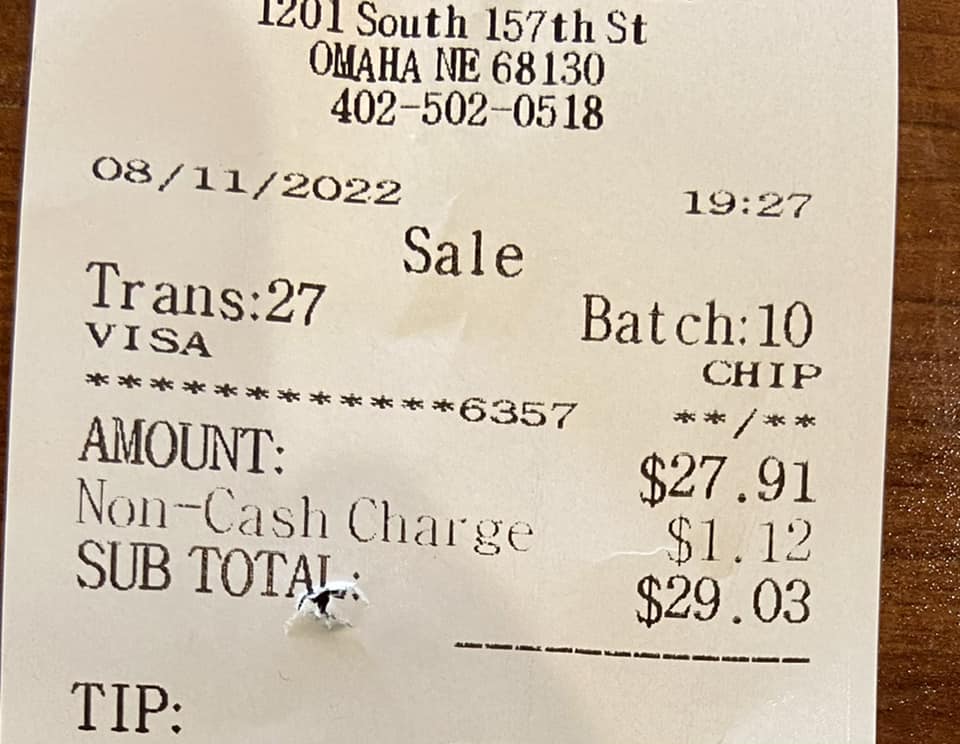 1201 South 157th St
OMAHA NE 68130
402-502-0518
08/11/2022 19:27
Sale
Trans:27 Batch:10
VISA CHIP
************6357 **/**
AMOUNT: $27.91
Non-Cash Charge $1.12
SUB TOTAL: $29.03
TIP: